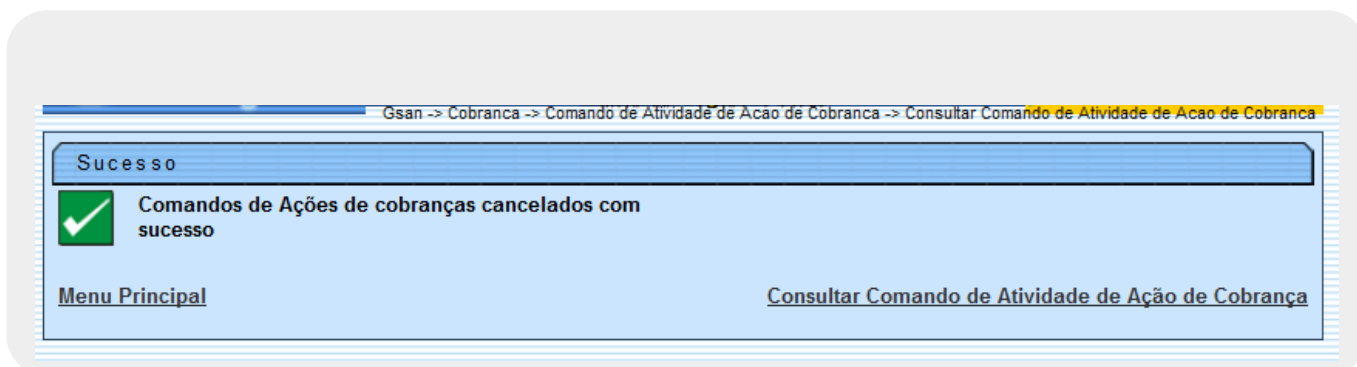 Gsan -> Cobranca -> Comando de Atividade de Acao de Cobranca -> Consultar Comando de Atividade de Acao de Cobranca
Sucesso
Comandos de Ações de cobranças cancelados com
sucesso
Menu Principal
Consultar Comando de Atividade de Ação de Cobrança